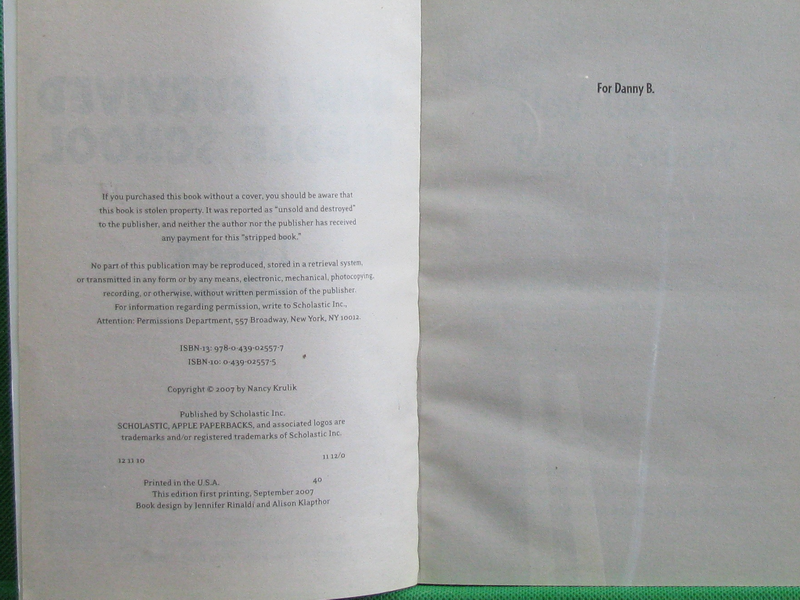 If you purchased this book without a cover, you should be aware that
this book is stolen property. It was reported as "unsold and destroyed"
to the publisher, and neither the author nor the publisher has received
any payment for this "stripped book."
No part of this publication may be reproduced, stored in a retrieval system,
or transmitted in any form or by any means, electronic, mechanical, photocopying,
recording, or otherwise, without written permission of the publisher.
For information regarding permission, write to Scholastic Inc.,
Attention: Permissions Department, 557 Broadway, New York, NY 10012.
ISBN-13: 978-0-439-02557-7
ISBN-10: 0-439-02557-5
Copyright © 2007 by Nancy Krulik
Published by Scholastic Inc.
SCHOLASTIC, APPLE PAPERBACKS, and associated logos are
trademarks and/or registered trademarks of Scholastic Inc.
12 11 10 11 12/0
Printed in the U.S.A. 40
This edition first printing, September 2007
Book design by Jennifer Rinaldi and Alison Klapthor
For Danny B.